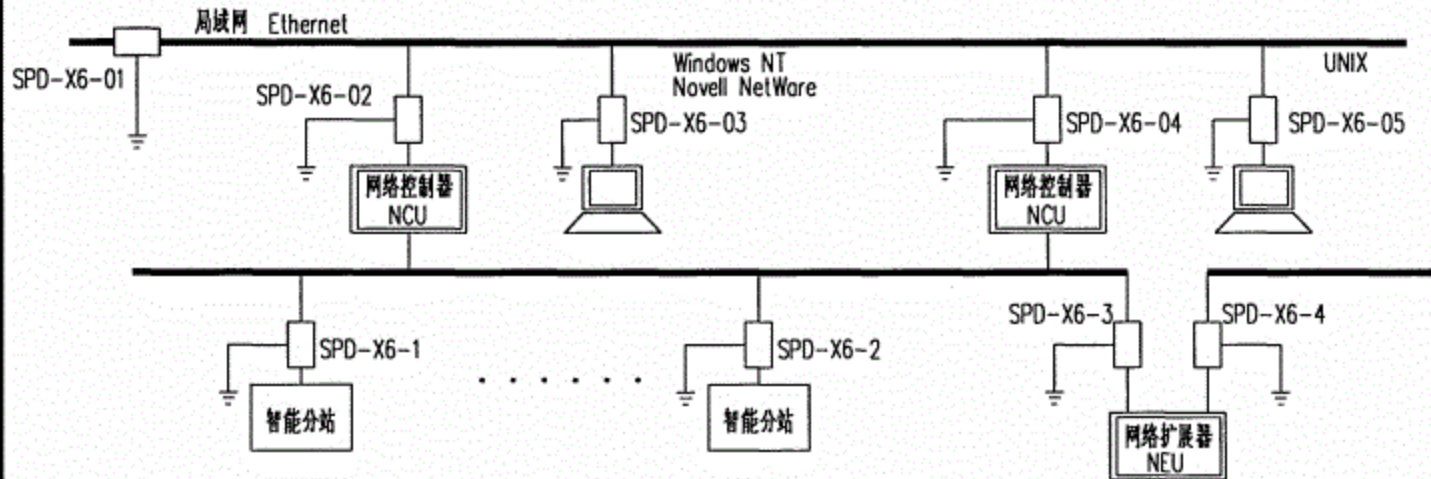 局域网 Ethernet
SPD-X6-01
SPD-X6-02
Windows NT
Novell NetWare
UNIX
SPD-X6-03
SPD-X6-04
SPD-X6-05
网络控制器
NCU
网络控制器
NCU
SPD-X6-1
SPD-X6-2
SPD-X6-3
SPD-X6-4
智能分站
智能分站
网络扩展器
NEU